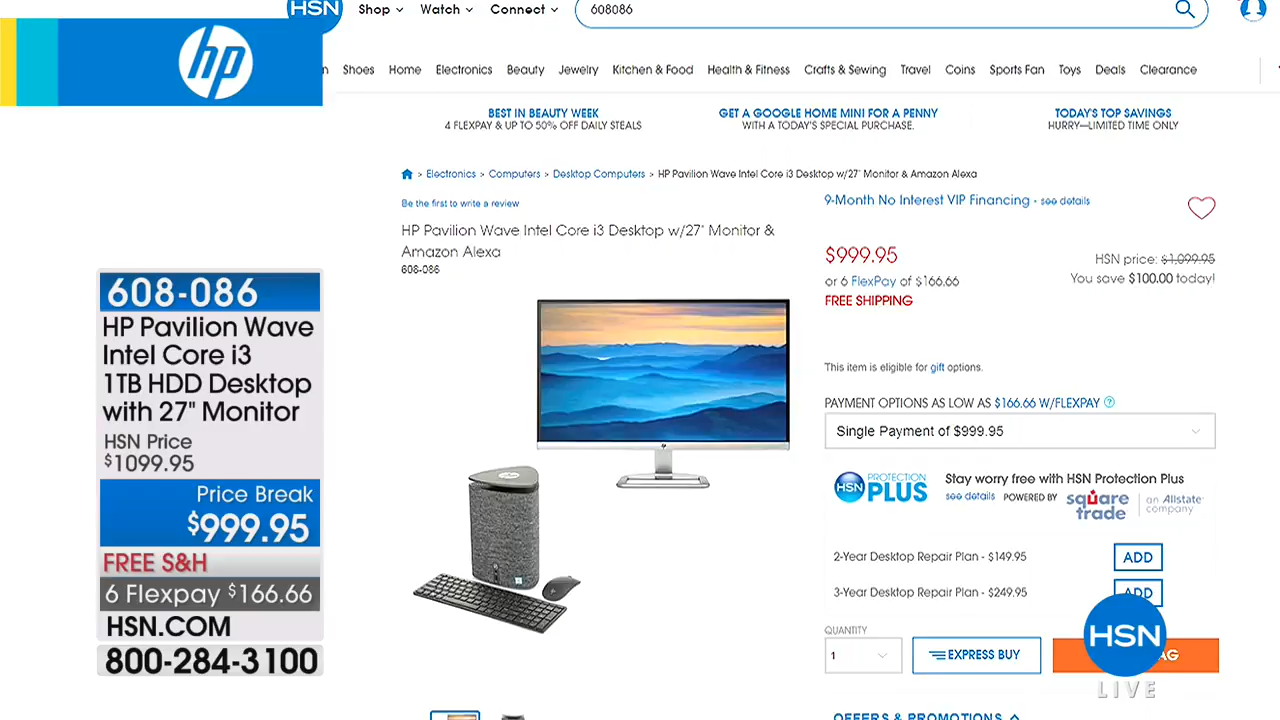 HSN
Shop Watch Connect
608086
hp
Shoes Home Electronics Beauty Jewelry Kitchen & Food Health & Fitness Crafts & Sewing Travel Coins Sports Fan Toys Deals Clearance
BEST IN BEAUTY WEEK
4 FLEXPAY & UP TO 50% OFF DAILY STEALS
GET A GOOGLE HOME MINI FOR A PENNY
WITH A TODAY'S SPECIAL PURCHASE.
TODAY'S TOP SAVINGS
HURRY—LIMITED TIME ONLY
> Electronics > Computers > Desktop Computers > HP Pavilion Wave Intel Core i3 Desktop w/27" Monitor & Amazon Alexa
Be the first to write a review
HP Pavilion Wave Intel Core i3 Desktop w/27" Monitor &
Amazon Alexa
608-086
9-Month No Interest VIP Financing - see details
$999.95
HSN price: $1,099.95
or 6 FlexPay of $166.66
You save $100.00 today!
FREE SHIPPING
This item is eligible for gift options.
PAYMENT OPTIONS AS LOW AS $166.66 W/FLEXPAY ?
Single Payment of $999.95
HSN PROTECTION PLUS
Stay worry free with HSN Protection Plus
see details POWERED BY square trade | an Allstate company
2-Year Desktop Repair Plan - $149.95 ADD
3-Year Desktop Repair Plan - $249.95 ADD
QUANTITY
1
EXPRESS BUY
AG
OFFERS & PROMOTIONS
608-086
HP Pavilion Wave
Intel Core i3
1TB HDD Desktop
with 27" Monitor
HSN Price
$1099.95
Price Break
$999.95
FREE S&H
6 Flexpay $166.66
HSN.COM
800-284-3100
HSN
LIVE